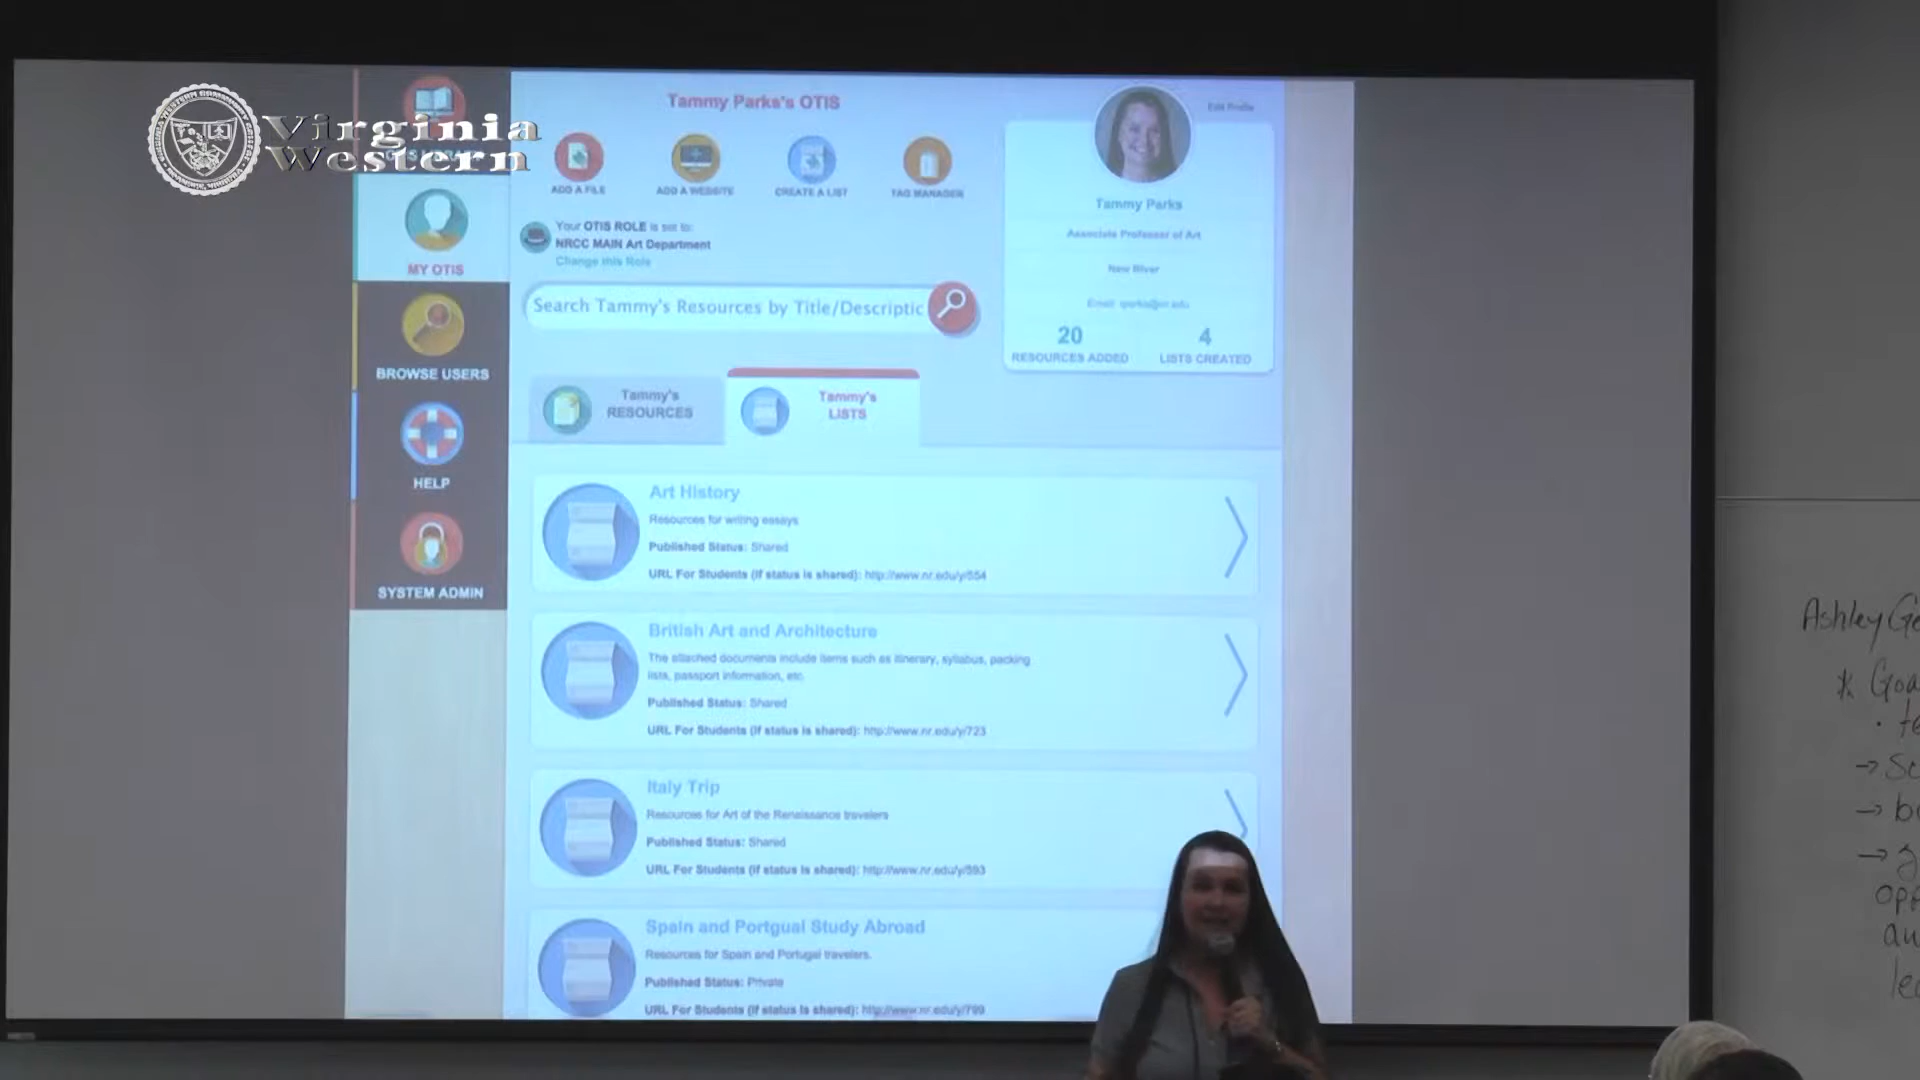 Virginia
Western
Tammy Parks's OTIS
Edit Profile
ADD A FILE
ADD A WEBSITE
CREATE A LIST
TAG MANAGER
Your OTIS ROLE is set to:
NRCC MAIN Art Department
Change this Role
Search Tammy's Resources by Title/Descriptic
Tammy Parks
Associate Professor of Art
New River
20
RESOURCES ADDED
4
LISTS CREATED
MY OTIS
BROWSE USERS
HELP
SYSTEM ADMIN
Tammy's
RESOURCES
Tammy's
LISTS
Art History
Resources for writing essays
Published Status: Shared
URL For Students (if status is shared): http://www.nr.edu/y/554
British Art and Architecture
The attached documents include items such as itinerary, syllabus, packing
lists, passport information, etc
Published Status: Shared
URL For Students (if status is shared): http://www.nr.edu/y/723
Italy Trip
Resources for Art of the Renaissance travelers
Published Status: Shared
URL For Students (if status is shared): http://www.nr.edu/y/593
Spain and Portgual Study Abroad
Resources for Spain and Portugal travelers.
Published Status: Private
URL For Students (if status is shared): http://www.nr.edu/y/799
Ashley